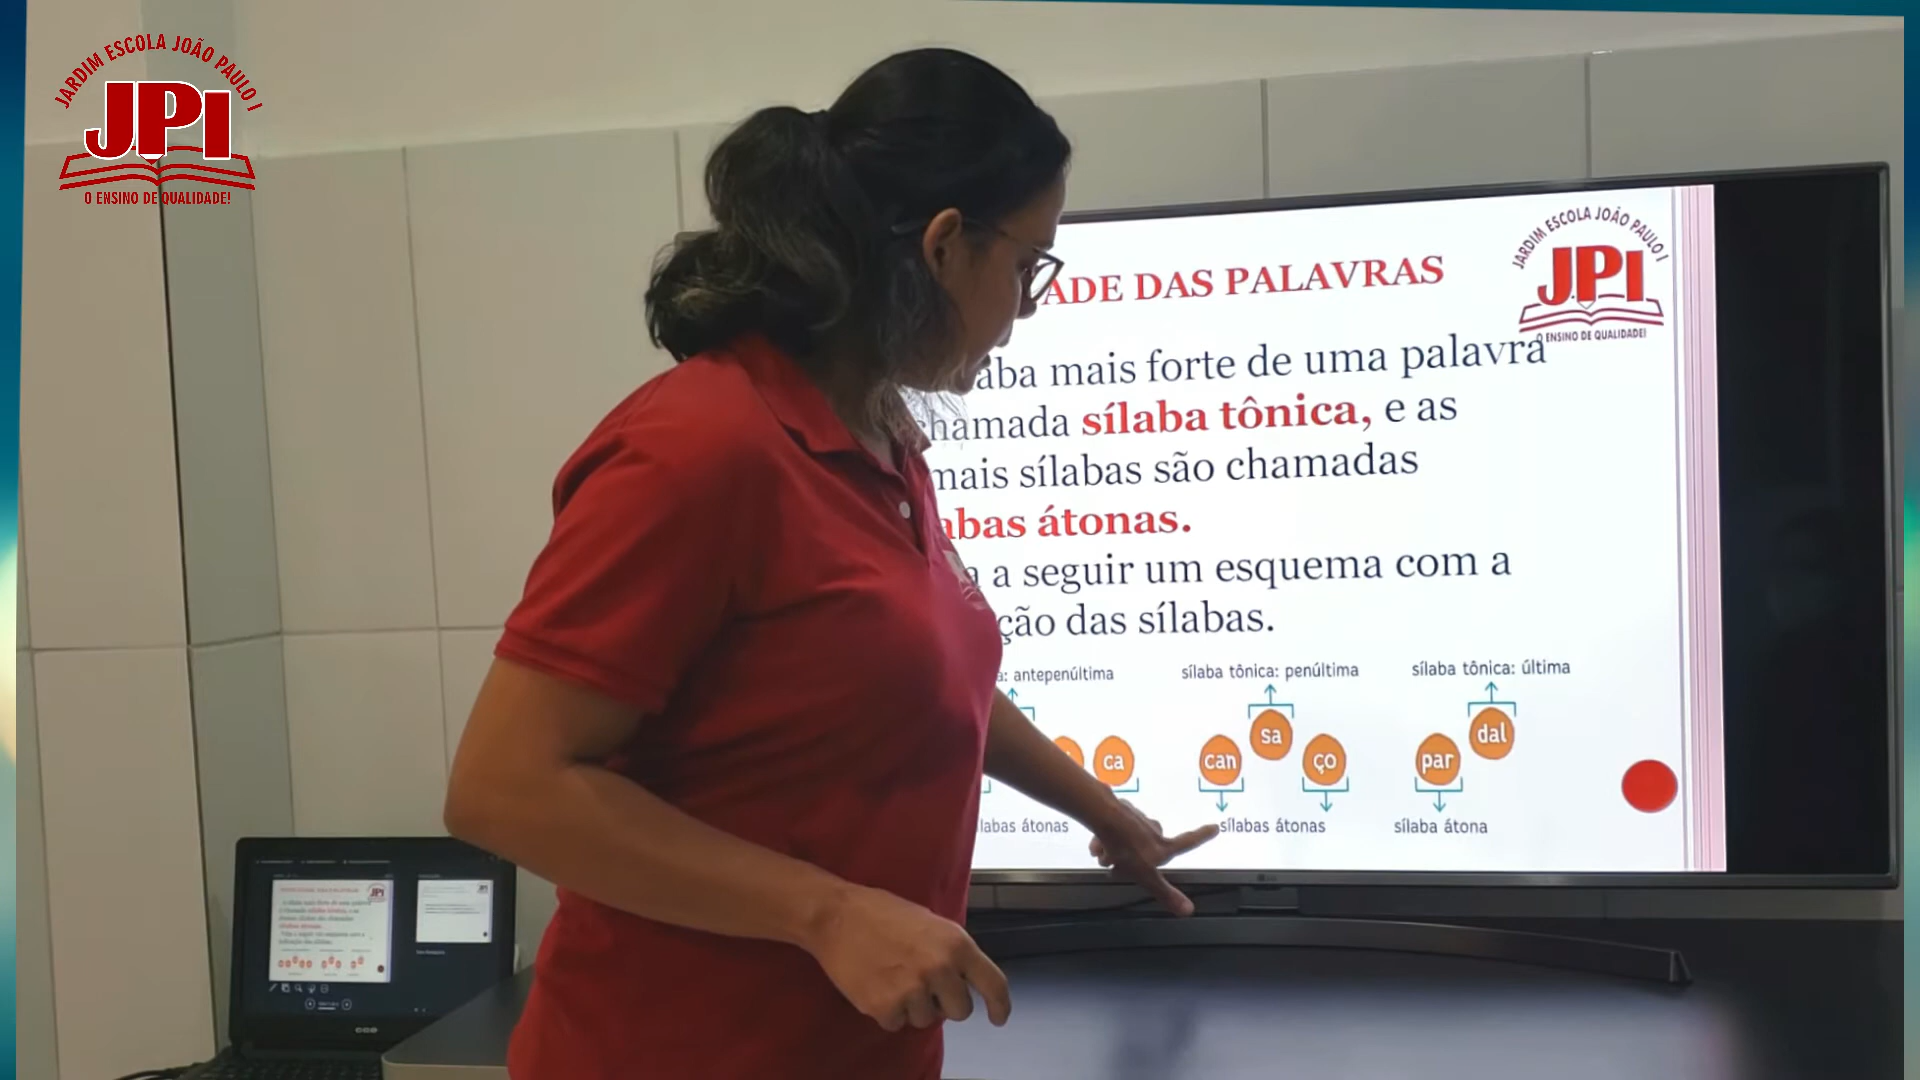 JARDIM ESCOLA JOÃO PAULO I
JPI
O ENSINO DE QUALIDADE!
ADE DAS PALAVRAS
JARDIM ESCOLA JOÃO PAULO I
JPI
O ENSINO DE QUALIDADE!
aba mais forte de uma palavra
chamada sílaba tônica, e as
mais sílabas são chamadas
abas átonas.
a a seguir um esquema com a
ção das sílabas.
a: antepenúltima
sílaba tônica: penúltima
sílaba tônica: última
ca
can
sa
ço
par
dal
labas átonas
sílabas átonas
sílaba átona
LG